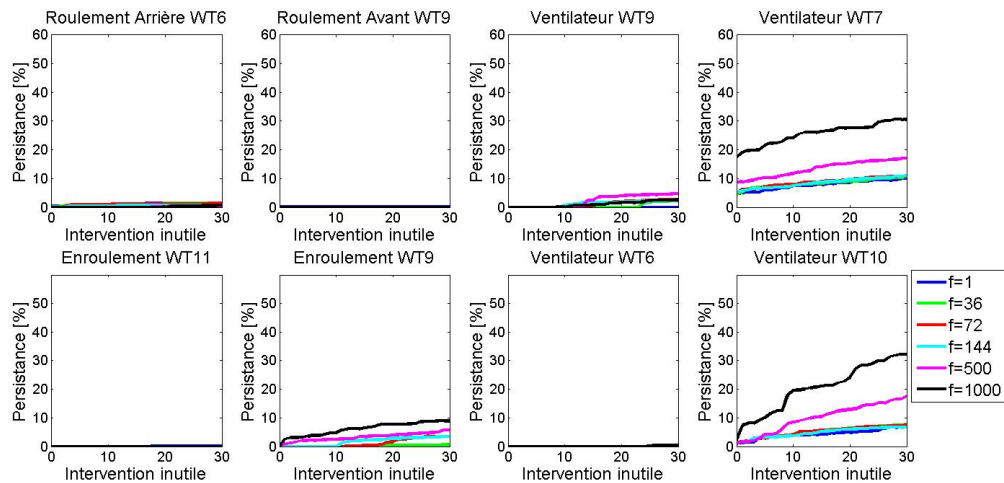 Roulement Arrière WT6
Roulement Avant WT9
Ventilateur WT9
Ventilateur WT7
Persistance [%]
60
50
40
30
20
10
0
0
10
20
30
Intervention inutile
Persistance [%]
60
50
40
30
20
10
0
0
10
20
30
Intervention inutile
Persistance [%]
60
50
40
30
20
10
0
0
10
20
30
Intervention inutile
Persistance [%]
60
50
40
30
20
10
0
0
10
20
30
Intervention inutile
Enroulement WT11
Enroulement WT9
Ventilateur WT6
Ventilateur WT10
Persistance [%]
50
40
30
20
10
0
0
10
20
30
Intervention inutile
Persistance [%]
50
40
30
20
10
0
0
10
20
30
Intervention inutile
Persistance [%]
50
40
30
20
10
0
0
10
20
30
Intervention inutile
Persistance [%]
50
40
30
20
10
0
0
10
20
30
Intervention inutile
f=1
f=36
f=72
f=144
f=500
f=1000